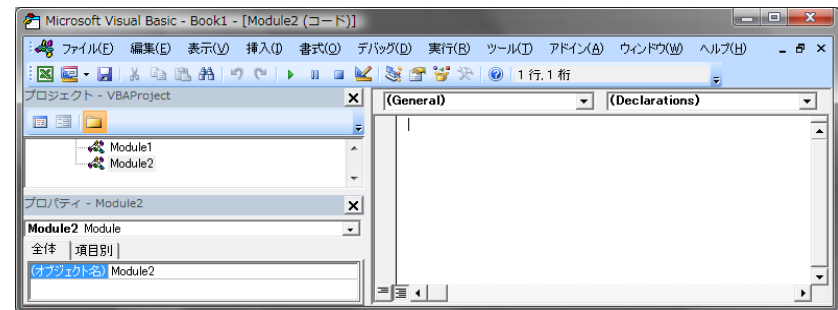 Microsoft Visual Basic - Book1 - [Module2 (コード)]
ファイル(F) 編集(E) 表示(V) 挿入(I) 書式(O) デバッグ(D) 実行(R) ツール(T) アドイン(A) ウィンドウ(W) ヘルプ(H)
1 行, 1 桁
プロジェクト - VBAProject
(General) (Declarations)
Module1
Module2
プロパティ - Module2
Module2 Module
全体 項目別
(オブジェクト名) Module2